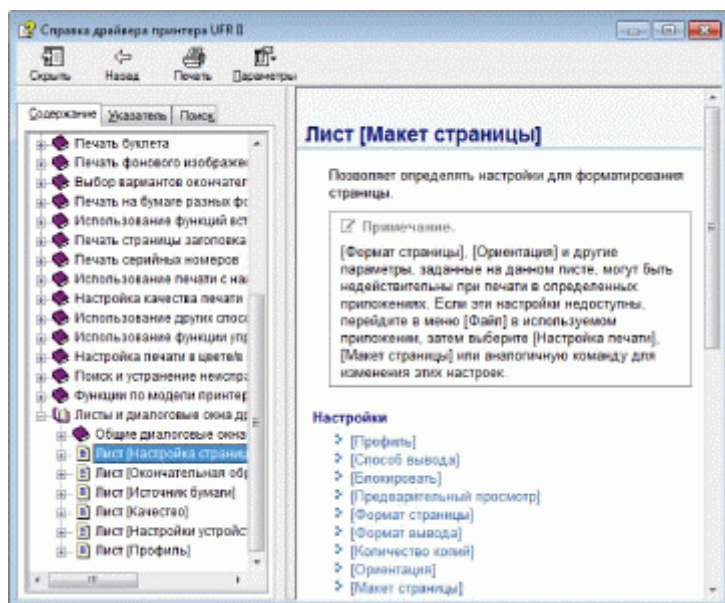 Справка драйвера принтера UFR II
Скрыть Назад Печать Параметры
Содержание Указатель Поиск
Печать буклета
Печать фонового изображен
Выбор вариантов окончател
Печать на бумаге разных фо
Использование функций вст
Печать страницы заголовка
Печать серийных номеров
Использование печати с на
Настройка качества печати
Использование других спосо
Использование функции упр
Настройка печати в цвете/в
Поиск и устранение неиспра
Функции по модели принтер
Листы и диалоговые окна др
Общие диалоговые окна
Лист [Настройка страниц
Лист [Окончательная обр
Лист [Источник бумаги]
Лист [Качество]
Лист [Настройки устройс
Лист [Профиль]
Лист [Макет страницы]
Позволяет определять настройки для форматирования
страницы.
Примечание.
[Формат страницы], [Ориентация] и другие
параметры, заданные на данном листе, могут быть
недействительны при печати в определенных
приложениях. Если эти настройки недоступны,
перейдите в меню [Файл] в используемом
приложении, затем выберите [Настройка печати],
[Макет страницы] или аналогичную команду для
изменения этих настроек.
Настройки
[Профиль]
[Способ вывода]
[Блокировать]
[Предварительный просмотр]
[Формат страницы]
[Формат вывода]
[Количество копий]
[Ориентация]
[Макет страницы]